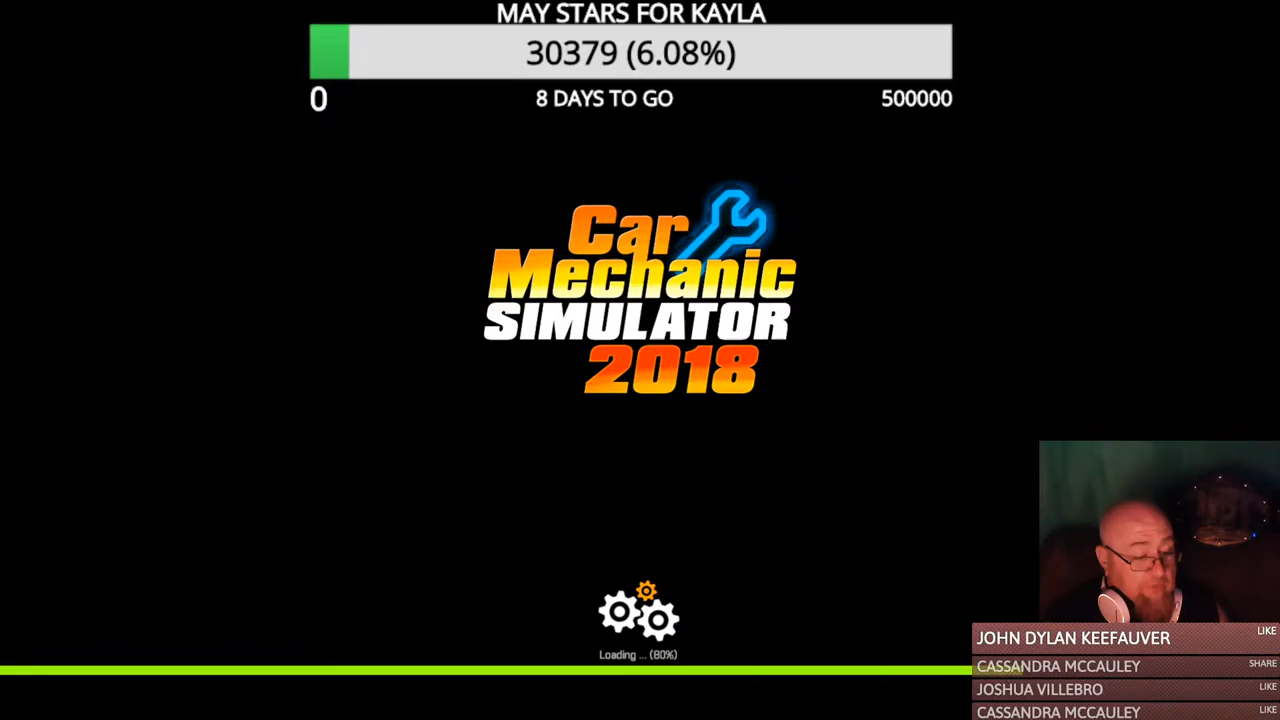 MAY STARS FOR KAYLA
30379 (6.08%)
0 8 DAYS TO GO 500000
Car
Mechanic
SIMULATOR
2018
Loading ... (80%)
JOHN DYLAN KEEFAUVER LIKE
CASSANDRA MCCAULEY SHARE
JOSHUA VILLEBRO LIKE
CASSANDRA MCCAULEY LIKE